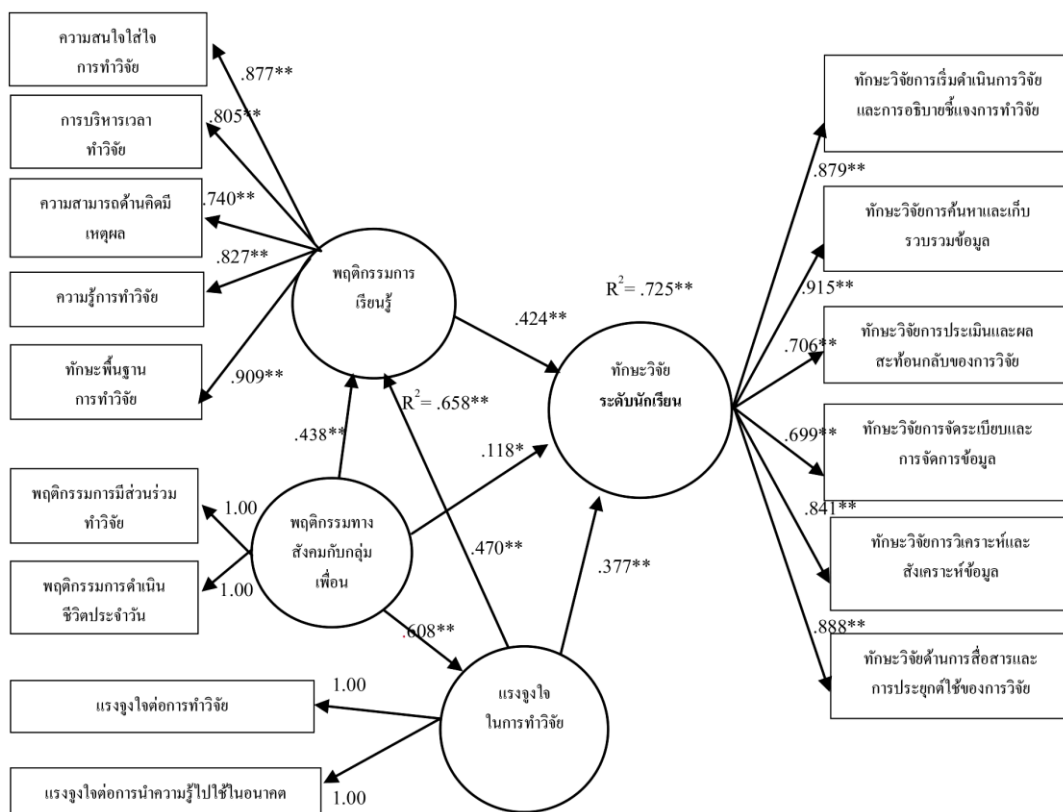 ความสนใจใส่ใจ
การทำวิจัย
.877**
การบริหารเวลา
ทำวิจัย
.805**
ความสามารถด้านคิดมี
เหตุผล
.740**
ความรู้การทำวิจัย
.827**
ทักษะพื้นฐาน
การทำวิจัย
.909**
พฤติกรรมการ
เรียนรู้
R²= .658**
.424**
.438**
.470**
พฤติกรรมการมีส่วนร่วม
ทำวิจัย
1.00
พฤติกรรมการดำเนิน
ชีวิตประจำวัน
1.00
พฤติกรรมทาง
สังคมกับกลุ่ม
เพื่อน
.118*
.608**
แรงจูงใจต่อการทำวิจัย
1.00
แรงจูงใจต่อการนำความรู้ไปใช้ในอนาคต
1.00
แรงจูงใจ
ในการทำวิจัย
.377**
R²= .725**
ทักษะวิจัย
ระดับนักเรียน
ทักษะวิจัยการเริ่มดำเนินการวิจัย
และการอธิบายชี้แจงการทำวิจัย
.879**
ทักษะวิจัยการค้นหาและเก็บ
รวบรวมข้อมูล
.915**
ทักษะวิจัยการประเมินและผล
สะท้อนกลับของการวิจัย
.706**
ทักษะวิจัยการจัดระเบียบและ
การจัดการข้อมูล
.699**
ทักษะวิจัยการวิเคราะห์และ
สังเคราะห์ข้อมูล
.841**
ทักษะวิจัยด้านการสื่อสารและ
การประยุกต์ใช้ของการวิจัย
.888**